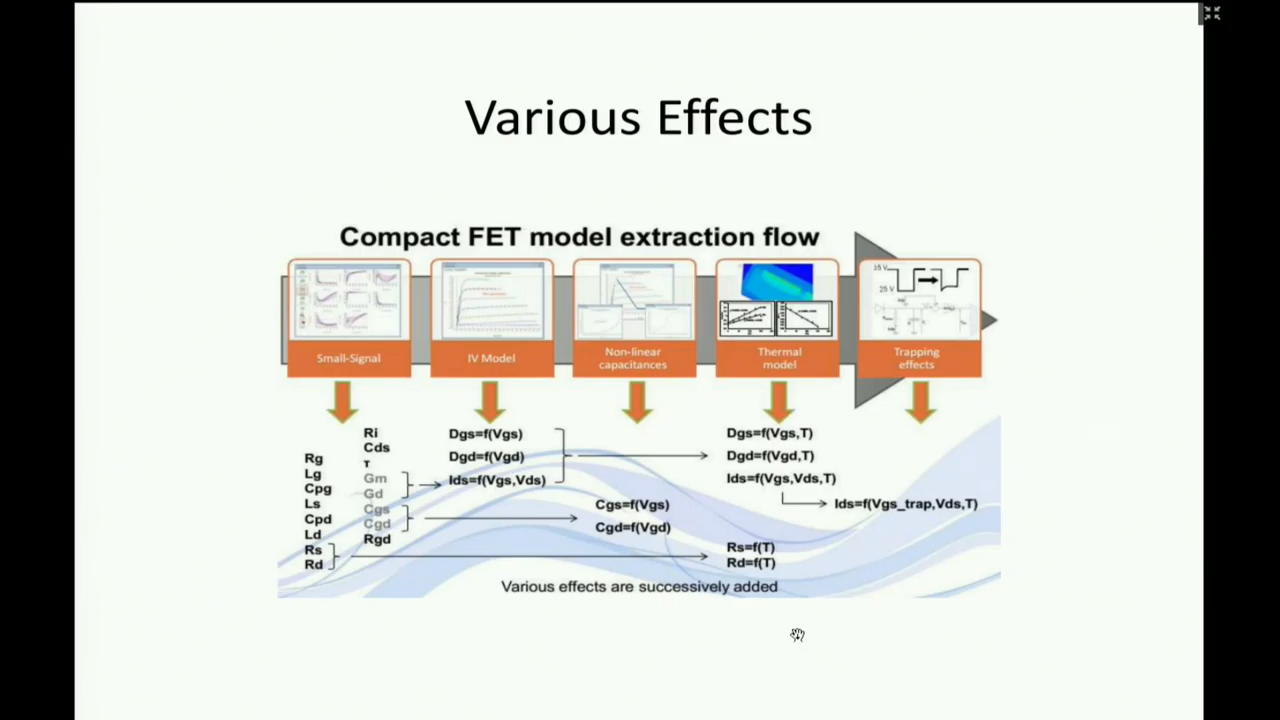 Various Effects
Compact FET model extraction flow
15 V
25 V
Small-Signal
IV Model
Non-linear
capacitances
Thermal
model
Trapping
effects
Rg
Lg
Cpg
Ls
Cpd
Ld
Rs
Rd
Ri
Cds
τ
Gm
Gd
Cgs
Cgd
Rgd
Dgs=f(Vgs)
Dgd=f(Vgd)
Ids=f(Vgs,Vds)
Cgs=f(Vgs)
Cgd=f(Vgd)
Dgs=f(Vgs,T)
Dgd=f(Vgd,T)
Ids=f(Vgs,Vds,T)
Ids=f(Vgs_trap,Vds,T)
Rs=f(T)
Rd=f(T)
Various effects are successively added